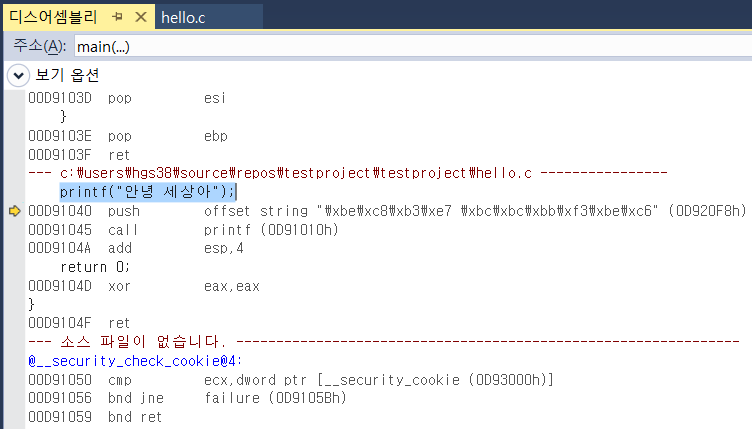 디스어셈블리 hello.c
주소(A): main(...)
보기 옵션
00D9103D pop esi
}
00D9103E pop ebp
00D9103F ret
--- c:₩users₩hgs38₩source₩repos₩testproject₩testproject₩hello.c ----------------
printf("안녕 세상아");
00D91040 push offset string "₩xbe₩xc8₩xb3₩xe7 ₩xbc₩xbc₩xbb₩xf3₩xbe₩xc6" (0D920F8h)
00D91045 call printf (0D91010h)
00D9104A add esp,4
return 0;
00D9104D xor eax,eax
}
00D9104F ret
--- 소스 파일이 없습니다. ---------------------------------------------------------------
@__security_check_cookie@4:
00D91050 cmp ecx,dword ptr [__security_cookie (0D93000h)]
00D91056 bnd jne failure (0D9105Bh)
00D91059 bnd ret